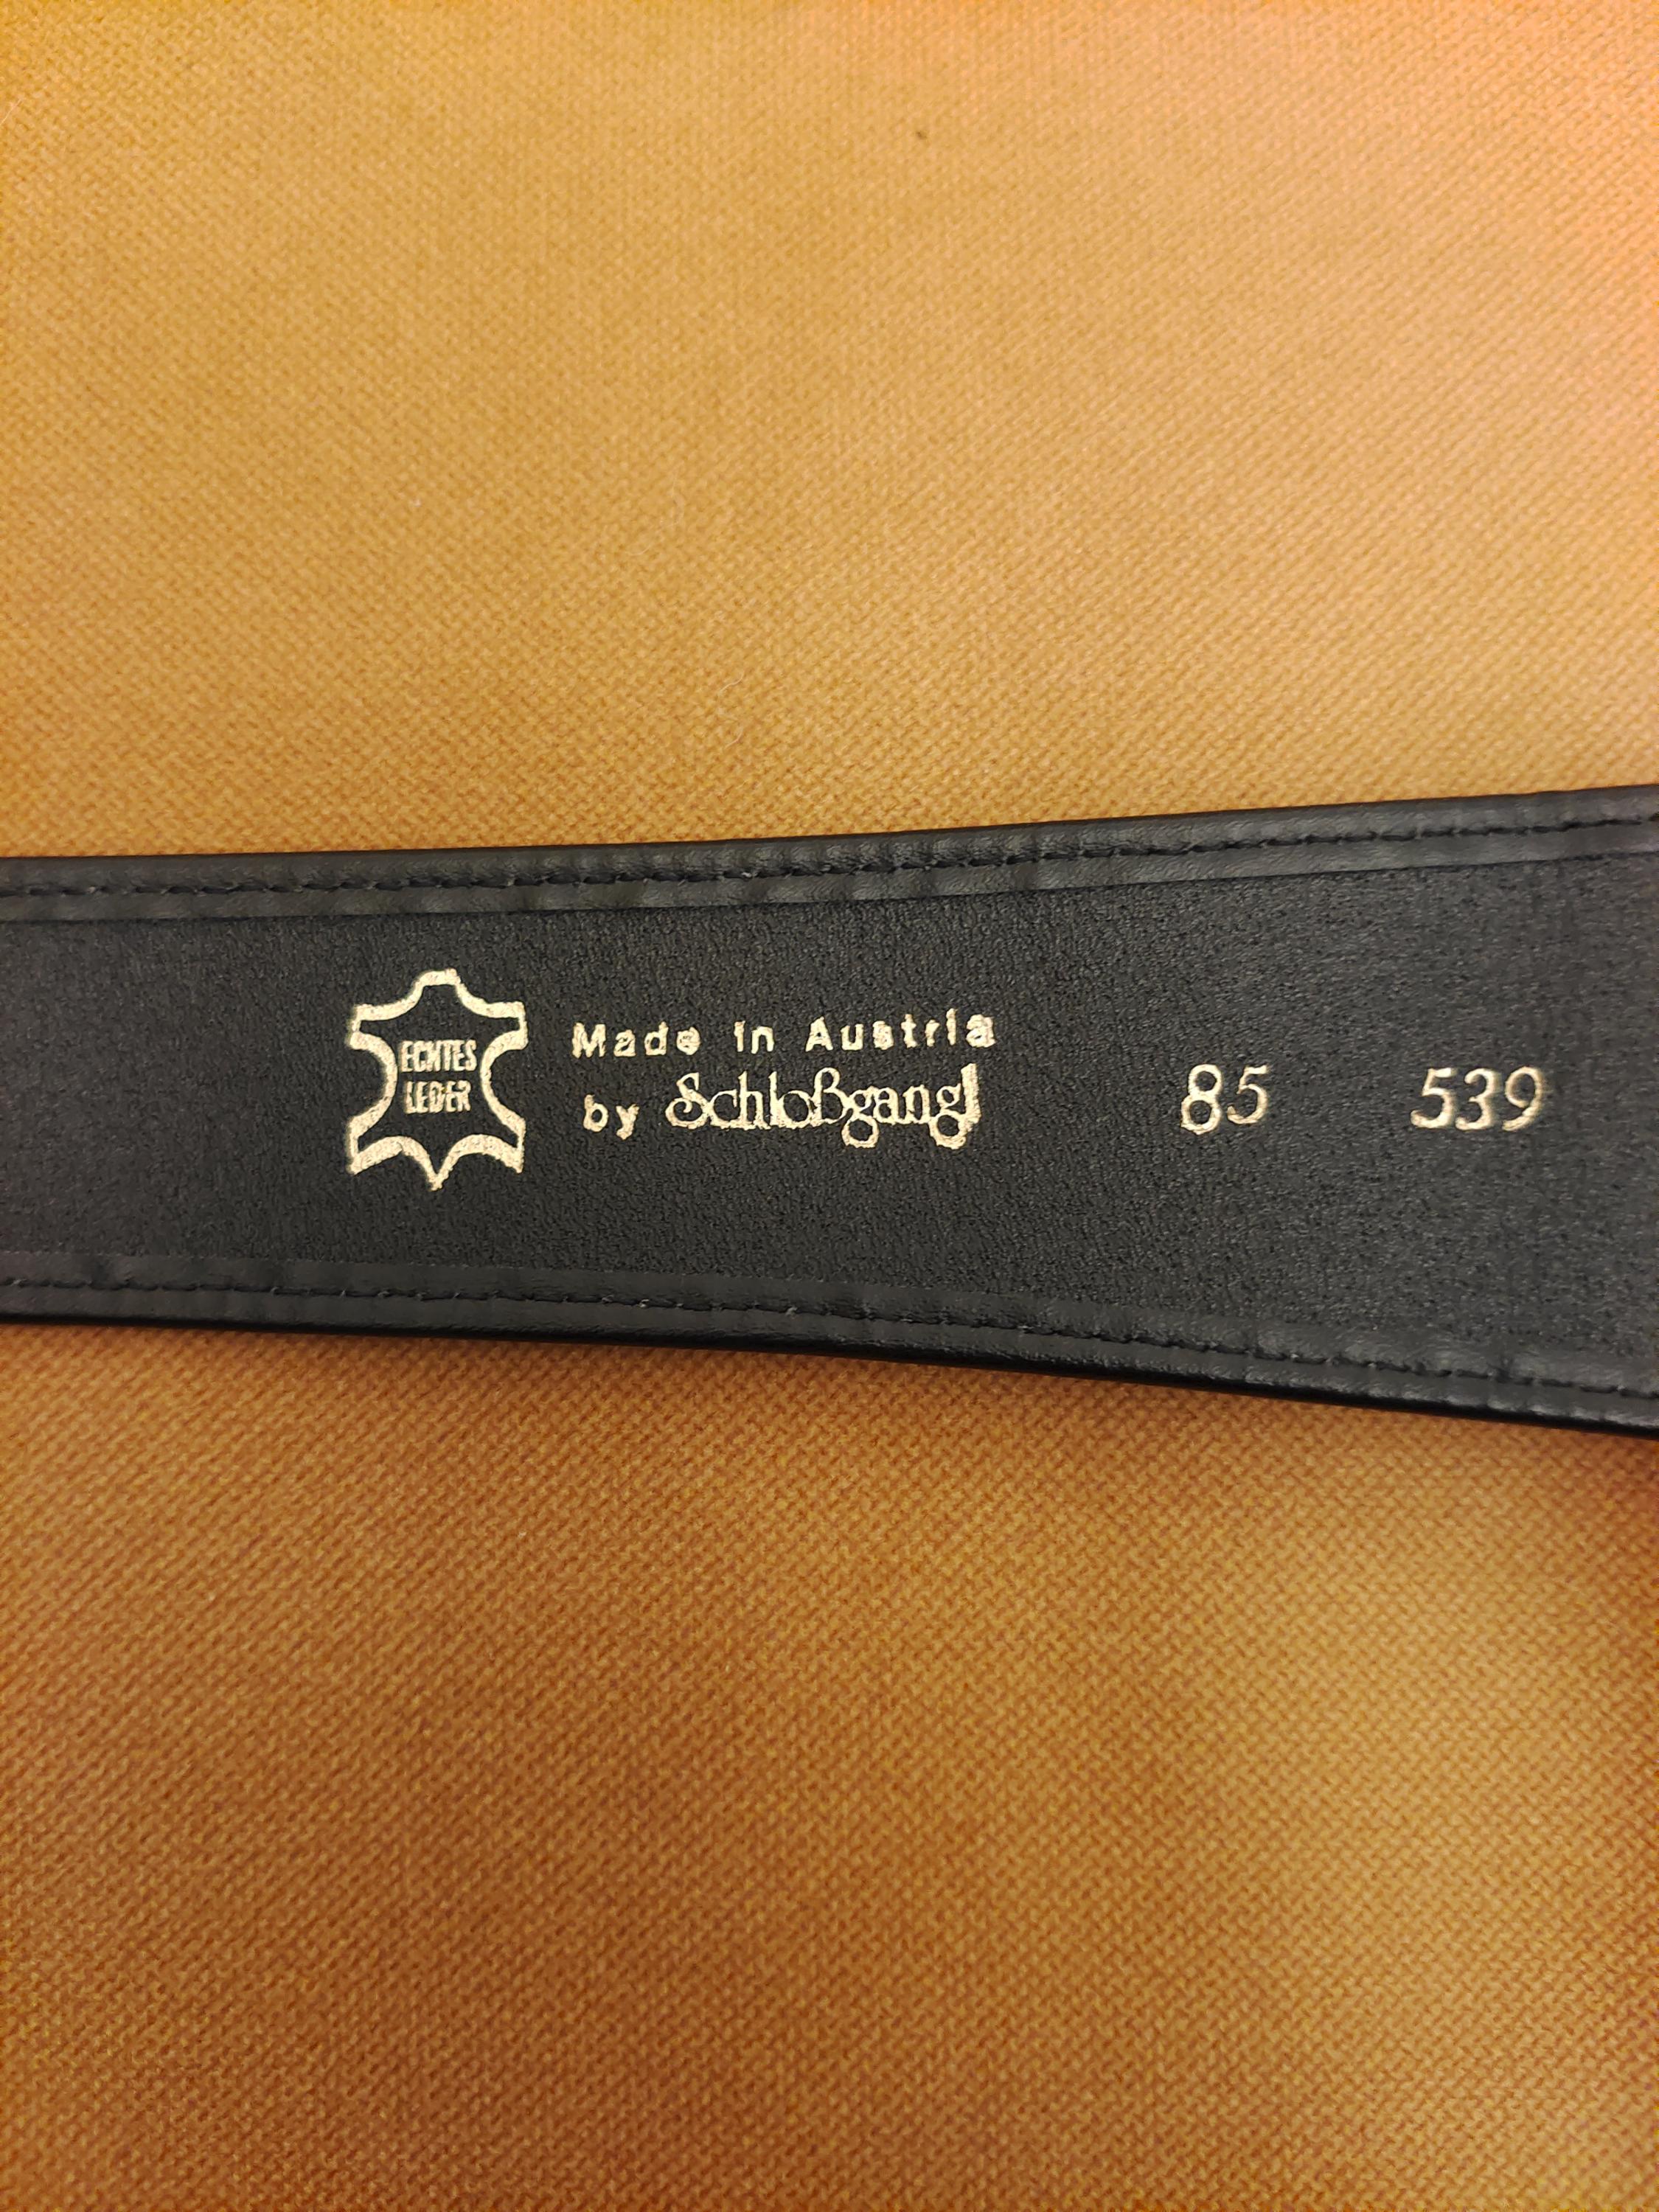 ECHTES
LEDER
Made in Austria
by Schloßgangl
85 539